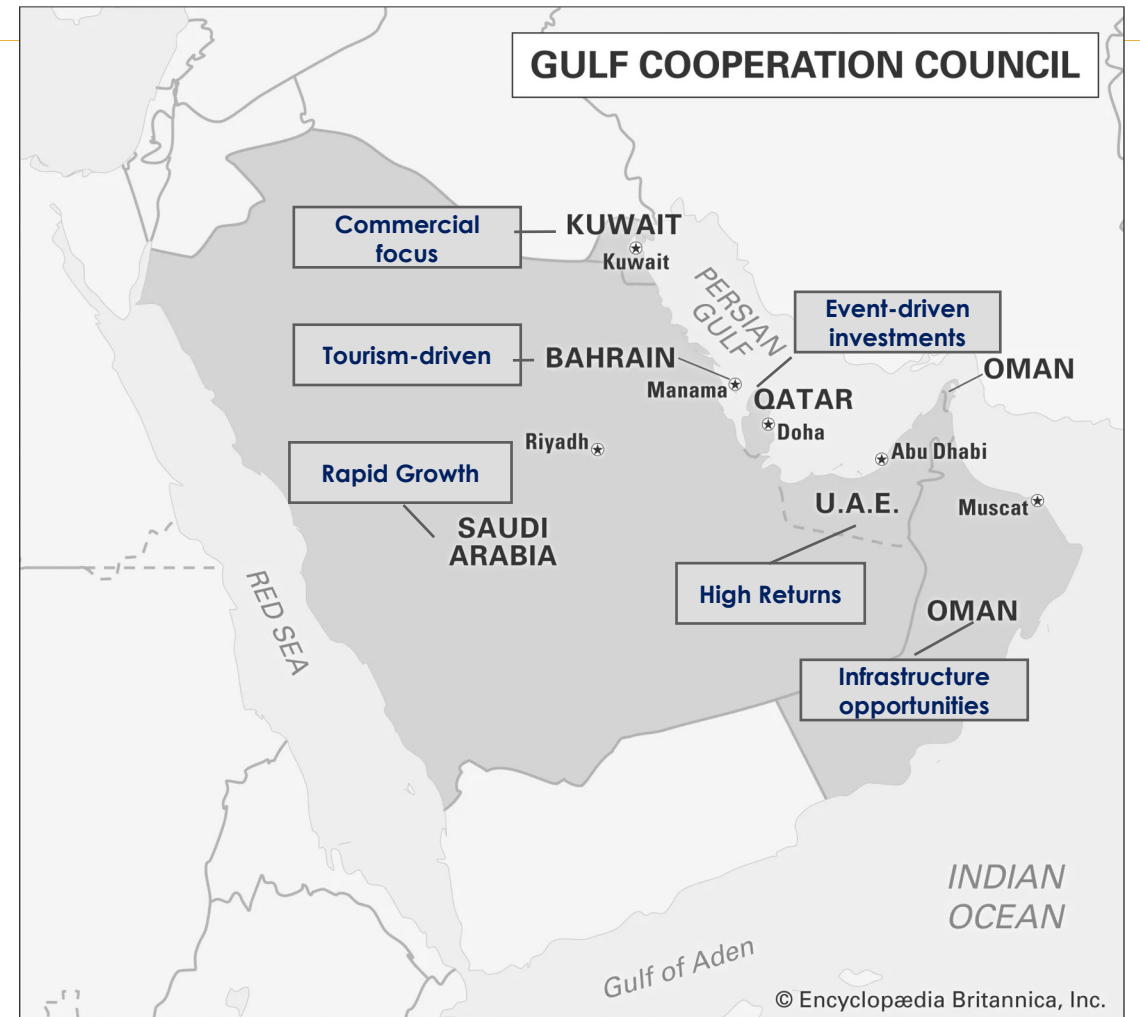 GULF COOPERATION COUNCIL
Commercial
focus
KUWAIT
Kuwait
PERSIAN
GULF
Event-driven
investments
Tourism-driven
BAHRAIN
Manama
OMAN
QATAR
Doha
Riyadh
Abu Dhabi
Rapid Growth
U.A.E.
Muscat
SAUDI
ARABIA
RED SEA
High Returns
OMAN
Infrastructure
opportunities
INDIAN
OCEAN
Gulf of Aden
© Encyclopædia Britannica, Inc.